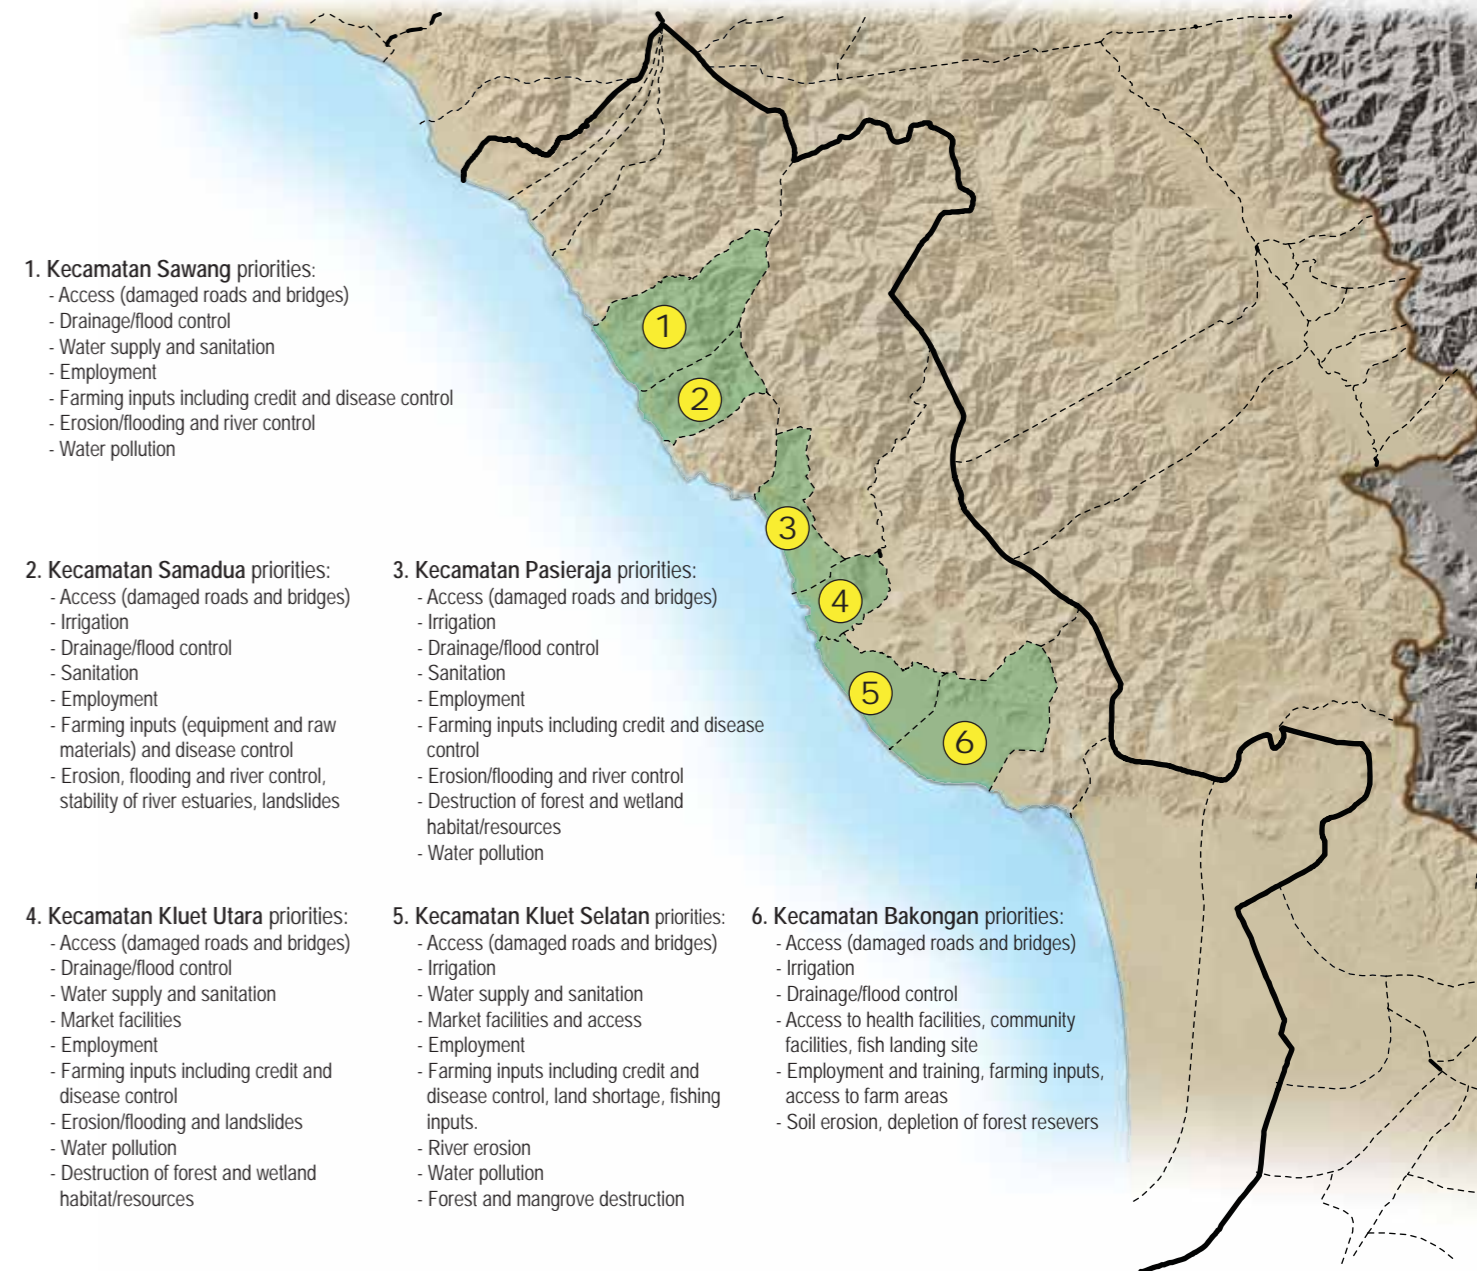 1. Kecamatan Sawang priorities:
- Access (damaged roads and bridges)
- Drainage/flood control
- Water supply and sanitation
- Employment
- Farming inputs including credit and disease control
- Erosion/flooding and river control
- Water pollution
2. Kecamatan Samadua priorities:
- Access (damaged roads and bridges)
- Irrigation
- Drainage/flood control
- Sanitation
- Employment
- Farming inputs (equipment and raw
materials) and disease control
- Erosion, flooding and river control,
stability of river estuaries, landslides
3. Kecamatan Pasieraja priorities:
- Access (damaged roads and bridges)
- Irrigation
- Drainage/flood control
- Sanitation
- Employment
- Farming inputs including credit and disease
control
- Erosion/flooding and river control
- Destruction of forest and wetland
habitat/resources
- Water pollution
4. Kecamatan Kluet Utara priorities:
- Access (damaged roads and bridges)
- Drainage/flood control
- Water supply and sanitation
- Market facilities
- Employment
- Farming inputs including credit and
disease control
- Erosion/flooding and landslides
- Water pollution
- Destruction of forest and wetland
habitat/resources
5. Kecamatan Kluet Selatan priorities:
- Access (damaged roads and bridges)
- Irrigation
- Water supply and sanitation
- Market facilities and access
- Employment
- Farming inputs including credit and
disease control, land shortage, fishing
inputs.
- River erosion
- Water pollution
- Forest and mangrove destruction
6. Kecamatan Bakongan priorities:
- Access (damaged roads and bridges)
- Irrigation
- Drainage/flood control
- Access to health facilities, community
facilities, fish landing site
- Employment and training, farming inputs,
access to farm areas
- Soil erosion, depletion of forest resevers
1
2
3
4
5
6